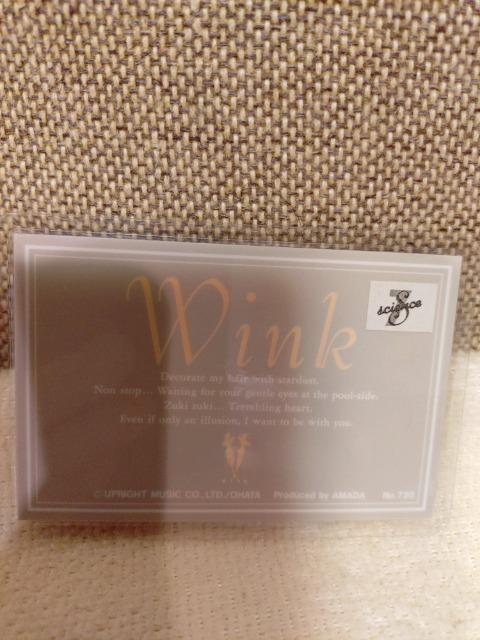 Wink
S
science
Decorate my hair with stardust.
Non stop... Waiting for your gentle eyes at the pool-side.
Zuki zuki... Trembling heart.
Even if only an illusion, I want to be with you.
WINK
© UPRIGHT MUSIC CO.,LTD./OHATA Produced by AMADA No.720